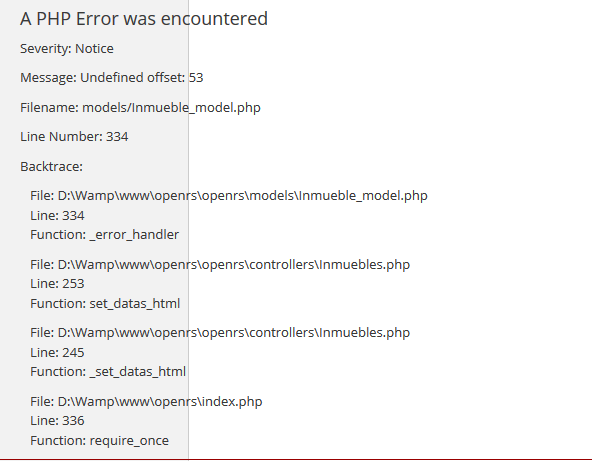 A PHP Error was encountered
Severity: Notice
Message: Undefined offset: 53
Filename: models/Inmueble_model.php
Line Number: 334
Backtrace:
File: D:\Wamp\www\openrs\openrs\models\Inmueble_model.php
Line: 334
Function: _error_handler
File: D:\Wamp\www\openrs\openrs\controllers\Inmuebles.php
Line: 253
Function: set_datas_html
File: D:\Wamp\www\openrs\openrs\controllers\Inmuebles.php
Line: 245
Function: _set_datas_html
File: D:\Wamp\www\openrs\index.php
Line: 336
Function: require_once